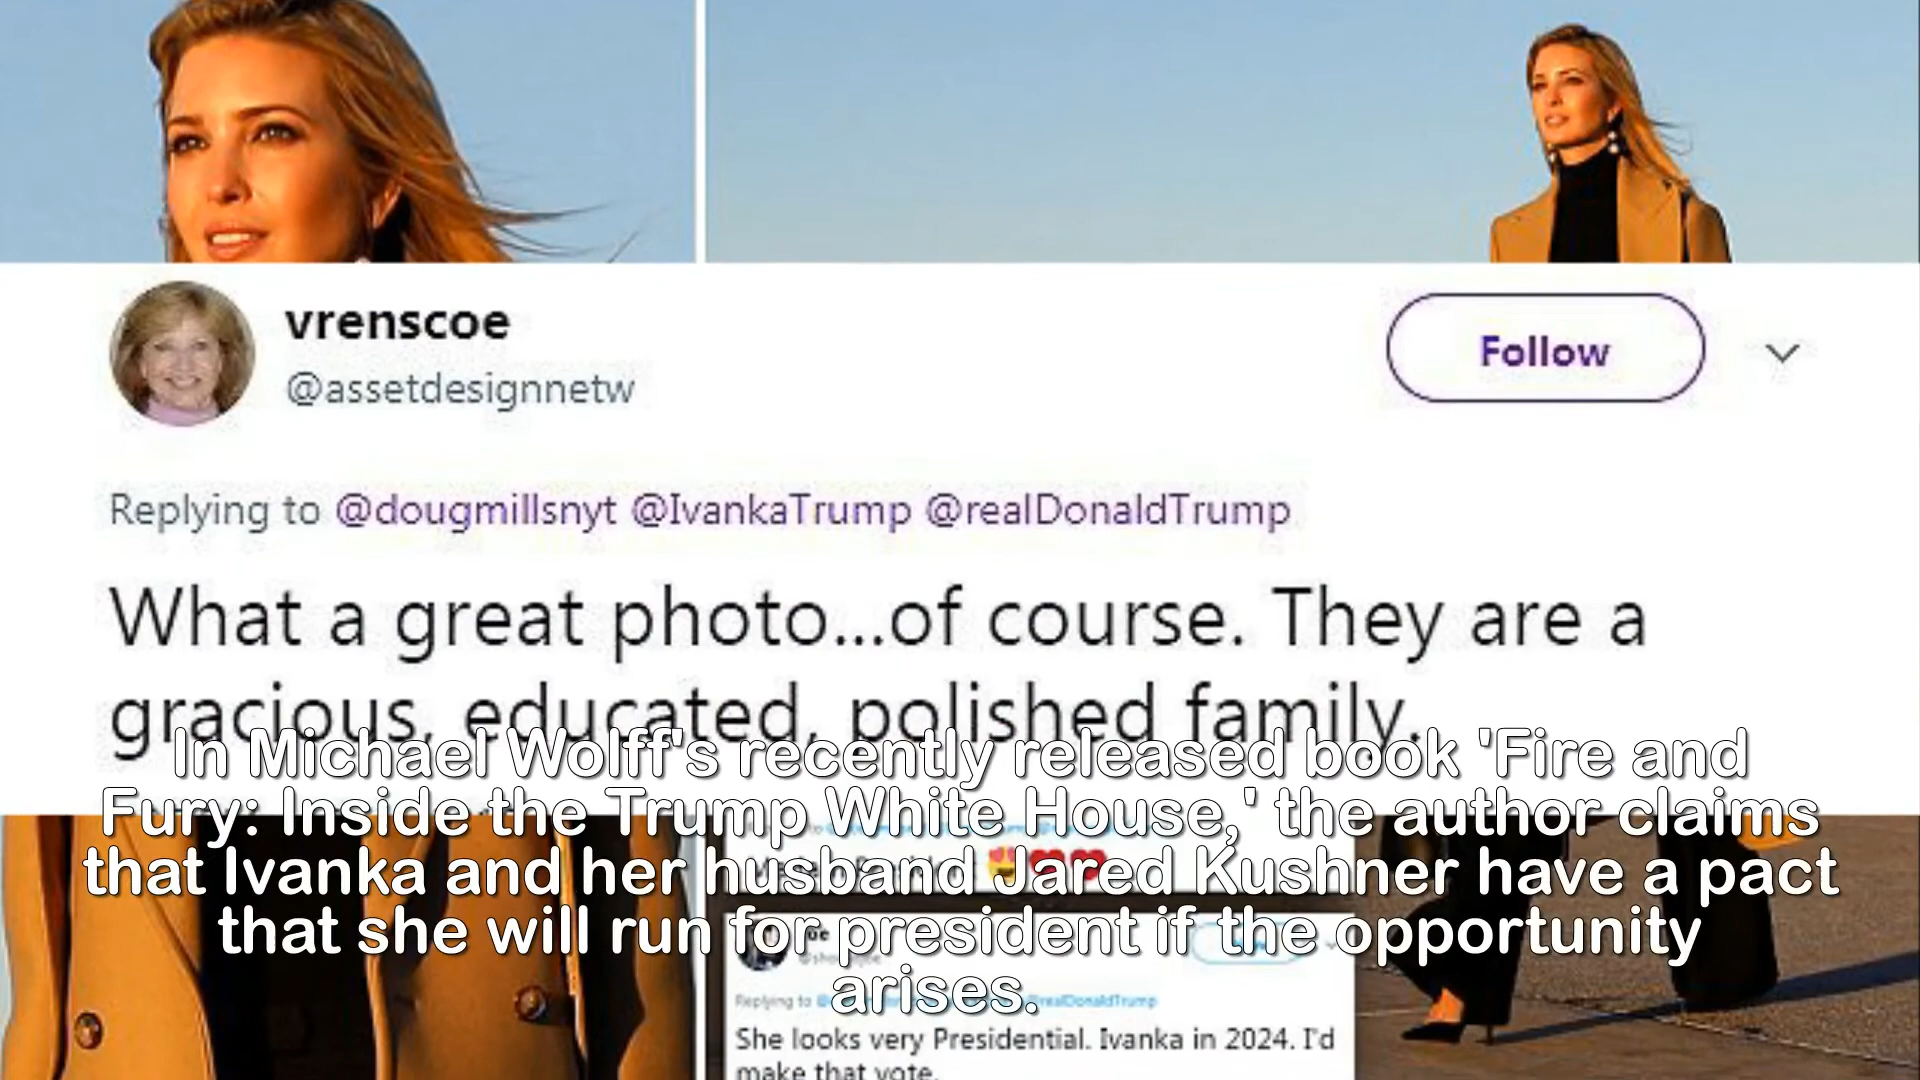 vrenscoe
@assetdesignnetw
Follow
Replying to @dougmillsnyt @IvankaTrump @realDonaldTrump
What a great photo...of course. They are a
gracious, educated, polished family.
In Michael Wolff's recently released book 'Fire and
Fury: Inside the Trump White House,' the author claims
that Ivanka and her husband Jared Kushner have a pact
that she will run for president if the opportunity
arises.
Replying to @realDonaldTrump
She looks very Presidential. Ivanka in 2024. I'd
make that vote.